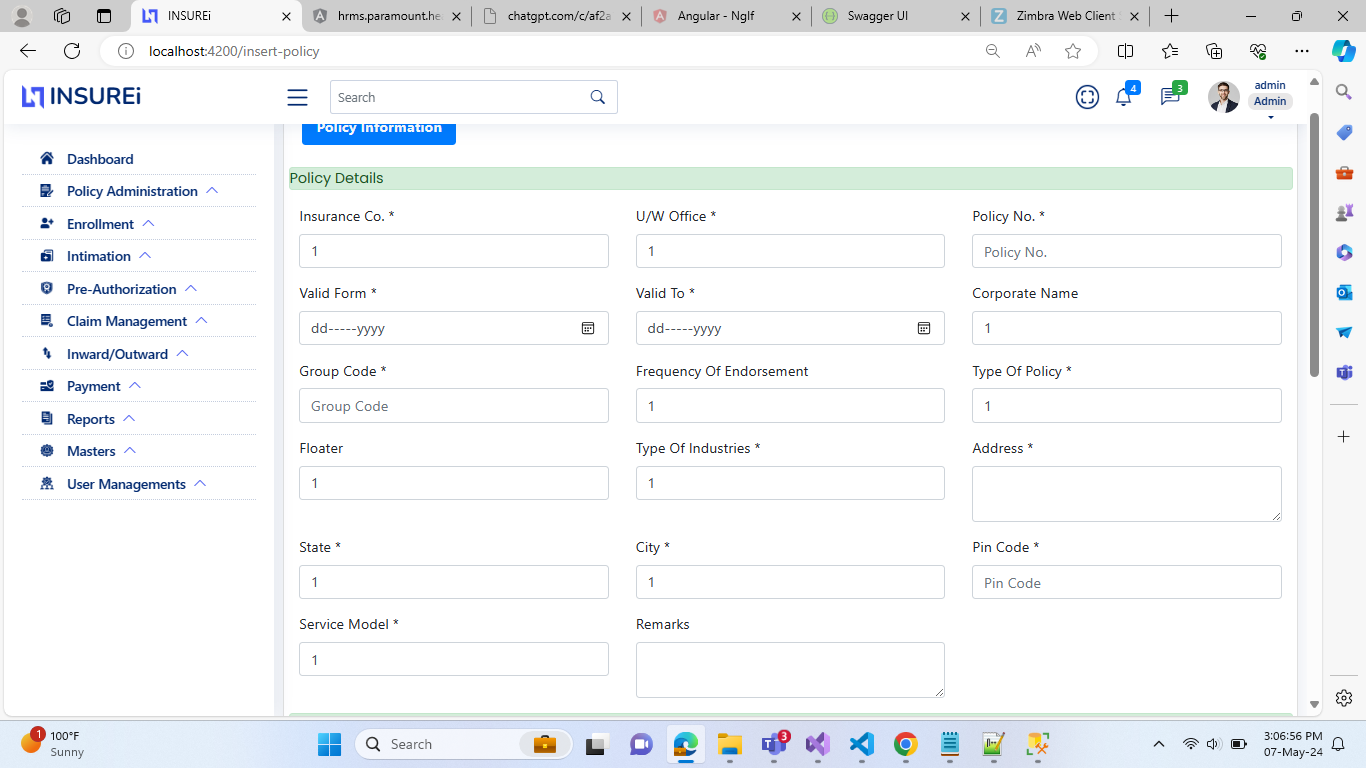 INSUREi
hrms.paramount.he
chatgpt.com/c/af2a
Angular - NgIf
Swagger UI
Zimbra Web Client
localhost:4200/insert-policy
INSUREi
Search
4
3
admin
Admin
Policy Information
Dashboard
Policy Administration
Enrollment
Intimation
Pre-Authorization
Claim Management
Inward/Outward
Payment
Reports
Masters
User Managements
Policy Details
Insurance Co. * U/W Office * Policy No. *
1 1 Policy No.
Valid Form * Valid To * Corporate Name
dd-----yyyy dd-----yyyy 1
Group Code * Frequency Of Endorsement Type Of Policy *
Group Code 1 1
Floater Type Of Industries * Address *
1 1
State * City * Pin Code *
1 1 Pin Code
Service Model * Remarks
1
1
100°F
Sunny
Search
3
3:06:56 PM
07-May-24